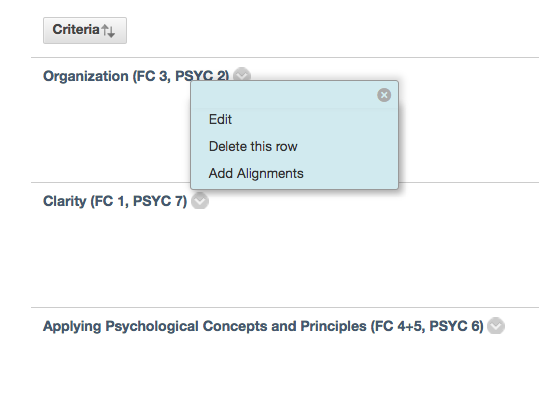 Criteria
Organization (FC 3, PSYC 2)
Edit
Delete this row
Add Alignments
Clarity (FC 1, PSYC 7)
Applying Psychological Concepts and Principles (FC 4+5, PSYC 6)